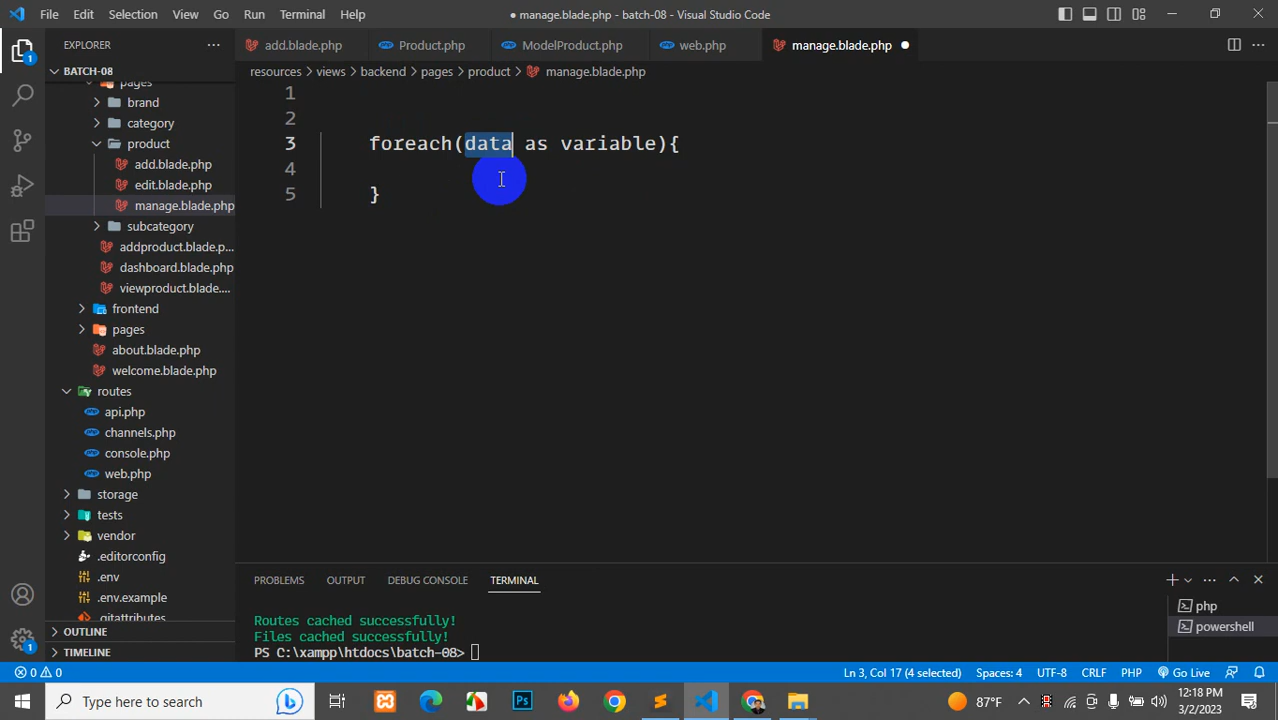 File Edit Selection View Go Run Terminal Help
● manage.blade.php - batch-08 - Visual Studio Code
EXPLORER
BATCH-08
pages
brand
category
product
add.blade.php
edit.blade.php
manage.blade.php
subcategory
addproduct.blade.p...
dashboard.blade.php
viewproduct.blade....
frontend
pages
about.blade.php
welcome.blade.php
routes
api.php
channels.php
console.php
web.php
storage
tests
vendor
.editorconfig
.env
.env.example
.gitattributes
OUTLINE
TIMELINE
add.blade.php Product.php ModelProduct.php web.php manage.blade.php
resources > views > backend > pages > product > manage.blade.php
1
2
3 foreach(data as variable){
4
5 }
PROBLEMS OUTPUT DEBUG CONSOLE TERMINAL
Routes cached successfully!
Files cached successfully!
PS C:\xampp\htdocs\batch-08>
php
powershell
0 0 Ln 3, Col 17 (4 selected) Spaces: 4 UTF-8 CRLF PHP Go Live
Type here to search
87°F
12:18 PM
3/2/2023